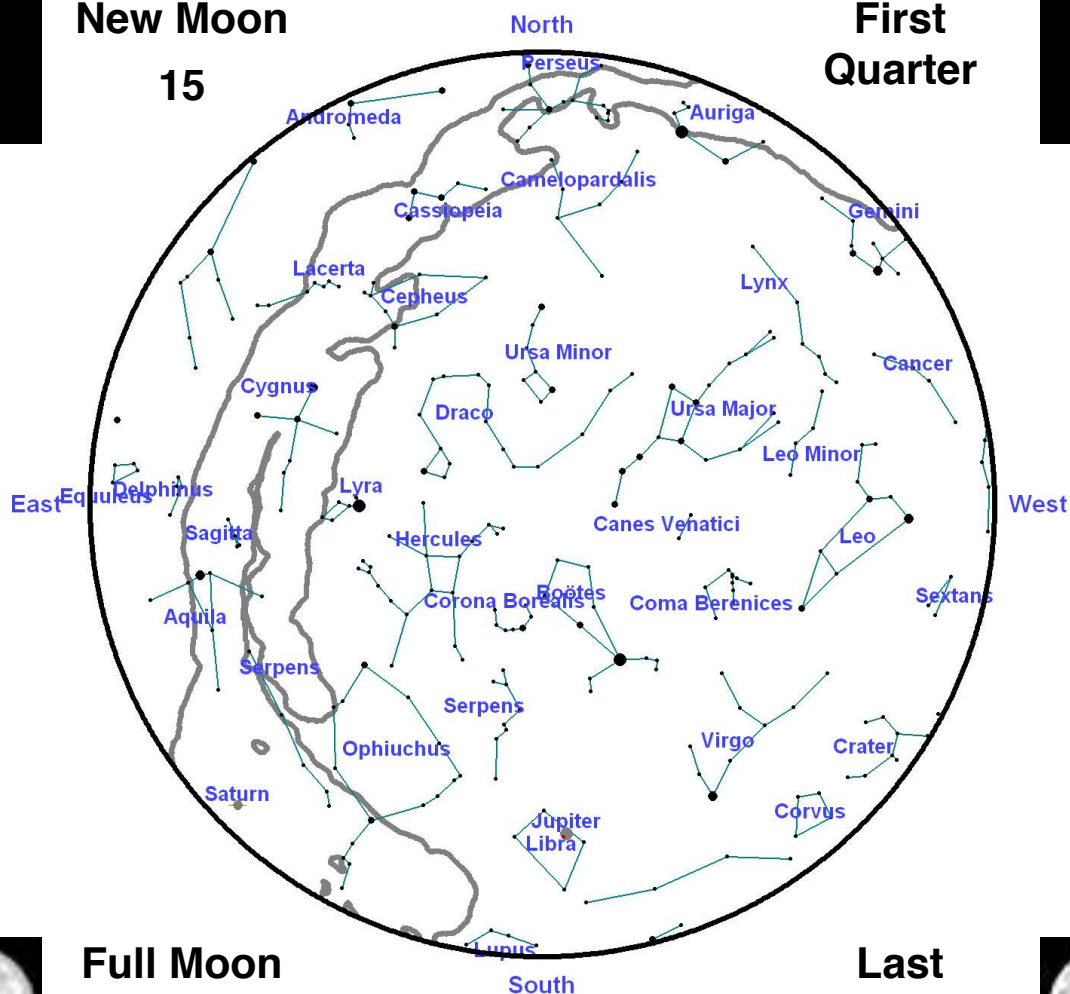 New Moon
15
First
Quarter
North
Perseus
Andromeda
Auriga
Camelopardalis
Cassiopeia
Gemini
Lacerta
Cepheus
Lynx
Ursa Minor
Cancer
Cygnus
Draco
Ursa Major
Leo Minor
Lyra
Delphinus
Equuleus
East
West
Canes Venatici
Sagitta
Hercules
Leo
Boötes
Corona Borealis
Coma Berenices
Sextans
Aquila
Serpens
Serpens
Ophiuchus
Virgo
Crater
Saturn
Jupiter
Corvus
Libra
Lupus
Full Moon
Last
South